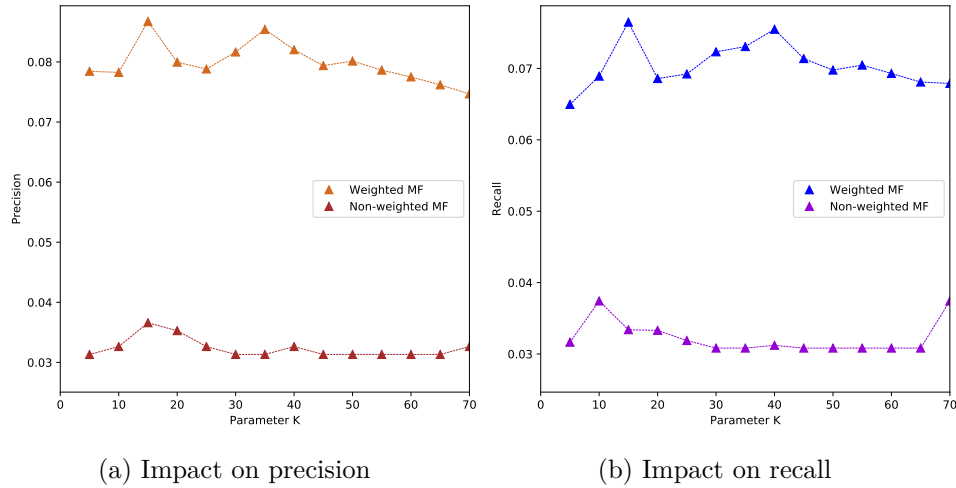 0.08
0.07
0.06
0.05
0.04
0.03
Precision
0 10 20 30 40 50 60 70
Parameter K
Weighted MF
Non-weighted MF
(a) Impact on precision
0.07
0.06
0.05
0.04
0.03
Recall
0 10 20 30 40 50 60 70
Parameter K
Weighted MF
Non-weighted MF
(b) Impact on recall